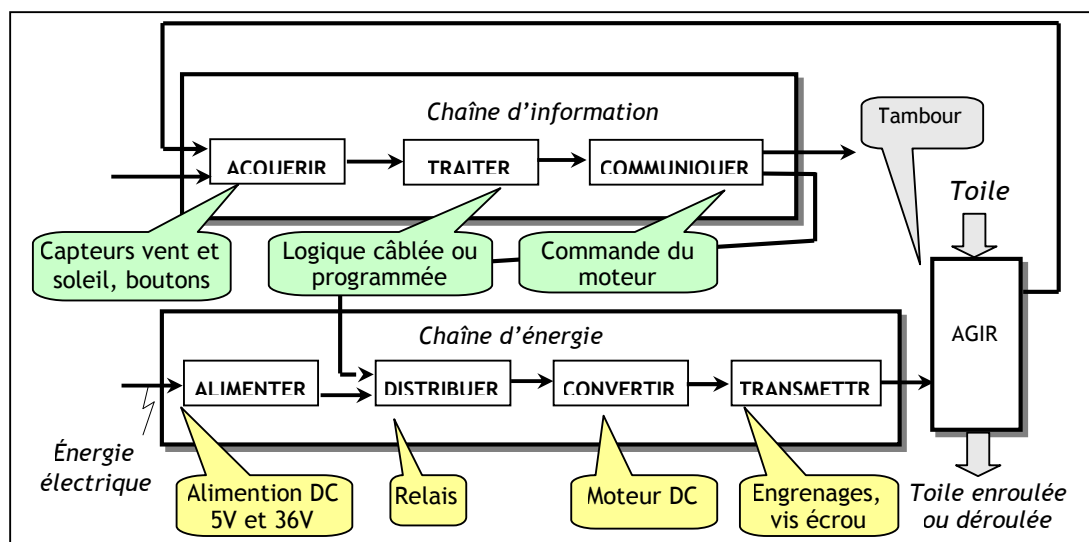 Chaîne d'information
Tambour
ACQUERIR
TRAITER
COMMUNIQUER
Toile
Capteurs vent et
soleil, boutons
Logique câblée ou
programmée
Commande du
moteur
Chaîne d'énergie
AGIR
ALIMENTER
DISTRIBUER
CONVERTIR
TRANSMETTR
Énergie
électrique
Alimention DC
5V et 36V
Relais
Moteur DC
Engrenages,
vis écrou
Toile enroulée
ou déroulée